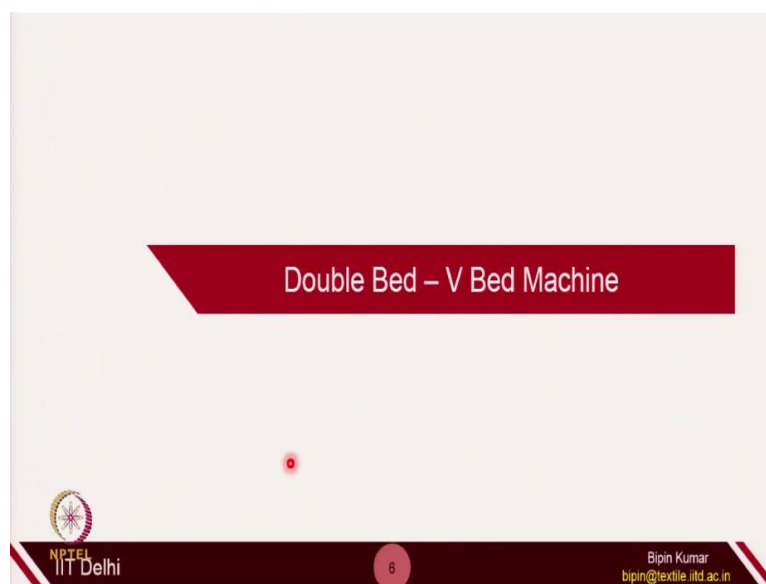 Double Bed – V Bed Machine
NPTEL
IIT Delhi
6
Bipin Kumar
bipin@textile.iitd.ac.in